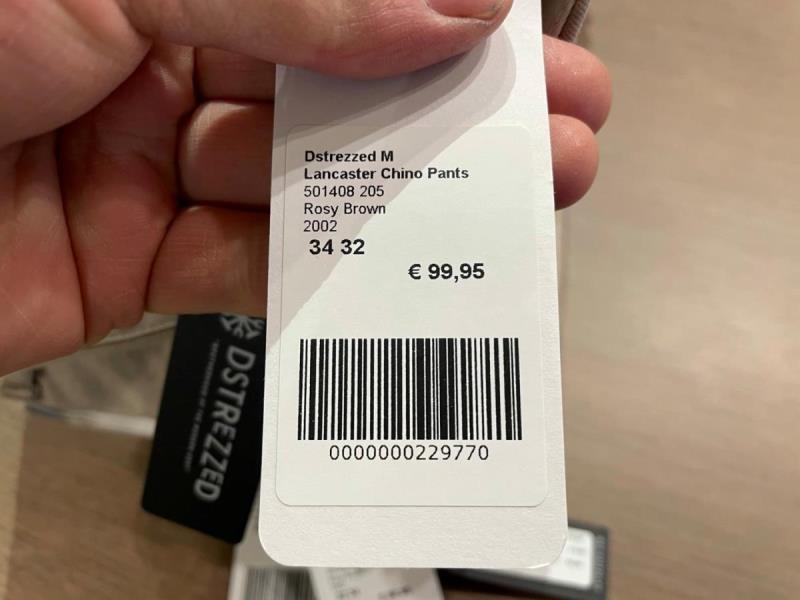 Dstrezzed M
Lancaster Chino Pants
501408 205
Rosy Brown
2002
34 32
€ 99,95
0000000229770
DSTREZZED